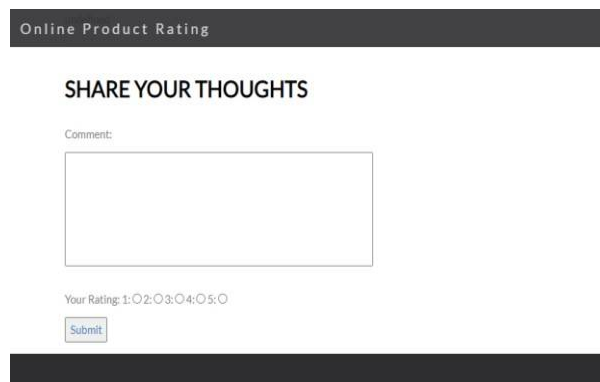 Online Product Rating
SHARE YOUR THOUGHTS
Comment:
Your Rating: 1: 2: 3: 4: 5:
Submit